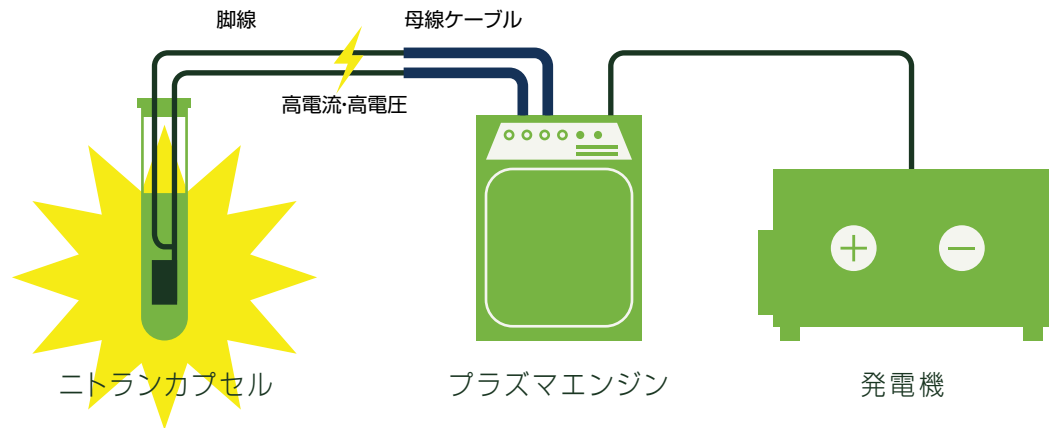 脚線
母線ケーブル
高電流・高電圧
ニトランカプセル
プラズマエンジン
発電機